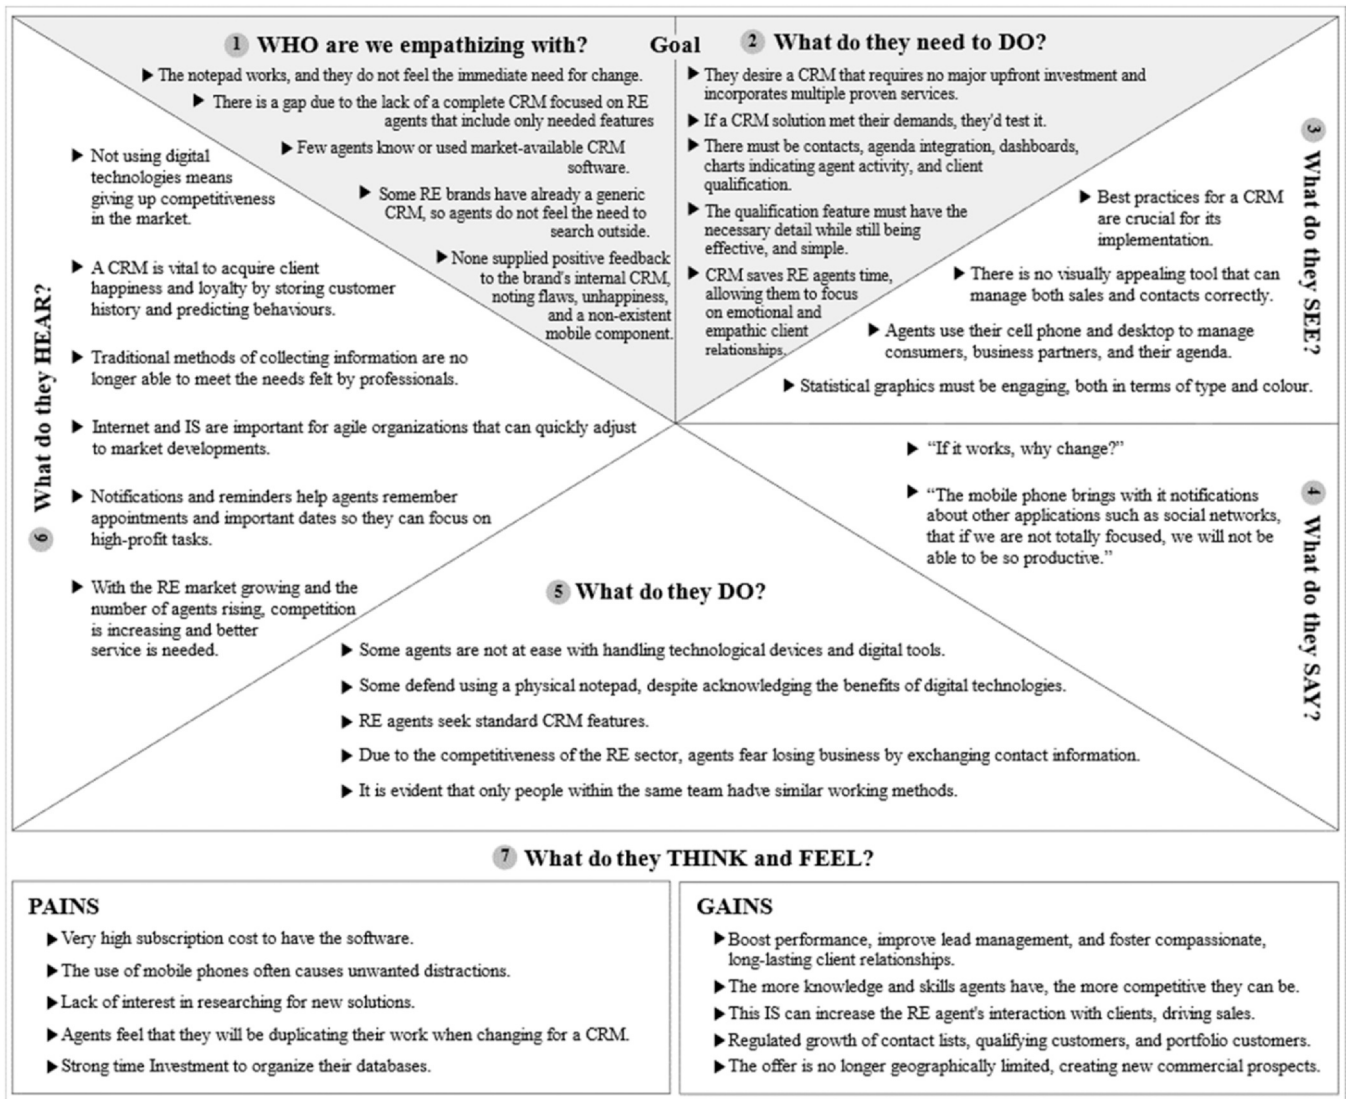 1 WHO are we empathizing with?
▶ The notepad works, and they do not feel the immediate need for change.
▶ There is a gap due to the lack of a complete CRM focused on RE
agents that include only needed features
▶ Few agents know or used market-available CRM
software.
▶ Some RE brands have already a generic
CRM, so agents do not feel the need to
search outside.
▶ None supplied positive feedback
to the brand's internal CRM,
noting flaws, unhappiness,
and a non-existent
mobile component.
Goal
2 What do they need to DO?
▶ They desire a CRM that requires no major upfront investment and
incorporates multiple proven services.
▶ If a CRM solution met their demands, they'd test it.
▶ There must be contacts, agenda integration, dashboards,
charts indicating agent activity, and client
qualification.
▶ The qualification feature must have the
necessary detail while still being
effective, and simple.
▶ CRM saves RE agents time,
allowing them to focus
on emotional and
empathic client
relationships.
3 What do they SEE?
▶ Best practices for a CRM
are crucial for its
implementation.
▶ There is no visually appealing tool that can
manage both sales and contacts correctly.
▶ Agents use their cell phone and desktop to manage
consumers, business partners, and their agenda.
▶ Statistical graphics must be engaging, both in terms of type and colour.
4 What do they SAY?
▶ “If it works, why change?”
▶ “The mobile phone brings with it notifications
about other applications such as social networks,
that if we are not totally focused, we will not be
able to be so productive.”
5 What do they DO?
▶ Some agents are not at ease with handling technological devices and digital tools.
▶ Some defend using a physical notepad, despite acknowledging the benefits of digital technologies.
▶ RE agents seek standard CRM features.
▶ Due to the competitiveness of the RE sector, agents fear losing business by exchanging contact information.
▶ It is evident that only people within the same team hadve similar working methods.
6 What do they HEAR?
▶ Not using digital
technologies means
giving up competitiveness
in the market.
▶ A CRM is vital to acquire client
happiness and loyalty by storing customer
history and predicting behaviours.
▶ Traditional methods of collecting information are no
longer able to meet the needs felt by professionals.
▶ Internet and IS are important for agile organizations that can quickly adjust
to market developments.
▶ Notifications and reminders help agents remember
appointments and important dates so they can focus on
high-profit tasks.
▶ With the RE market growing and the
number of agents rising, competition
is increasing and better
service is needed.
7 What do they THINK and FEEL?
PAINS
▶ Very high subscription cost to have the software.
▶ The use of mobile phones often causes unwanted distractions.
▶ Lack of interest in researching for new solutions.
▶ Agents feel that they will be duplicating their work when changing for a CRM.
▶ Strong time Investment to organize their databases.
GAINS
▶ Boost performance, improve lead management, and foster compassionate,
long-lasting client relationships.
▶ The more knowledge and skills agents have, the more competitive they can be.
▶ This IS can increase the RE agent's interaction with clients, driving sales.
▶ Regulated growth of contact lists, qualifying customers, and portfolio customers.
▶ The offer is no longer geographically limited, creating new commercial prospects.